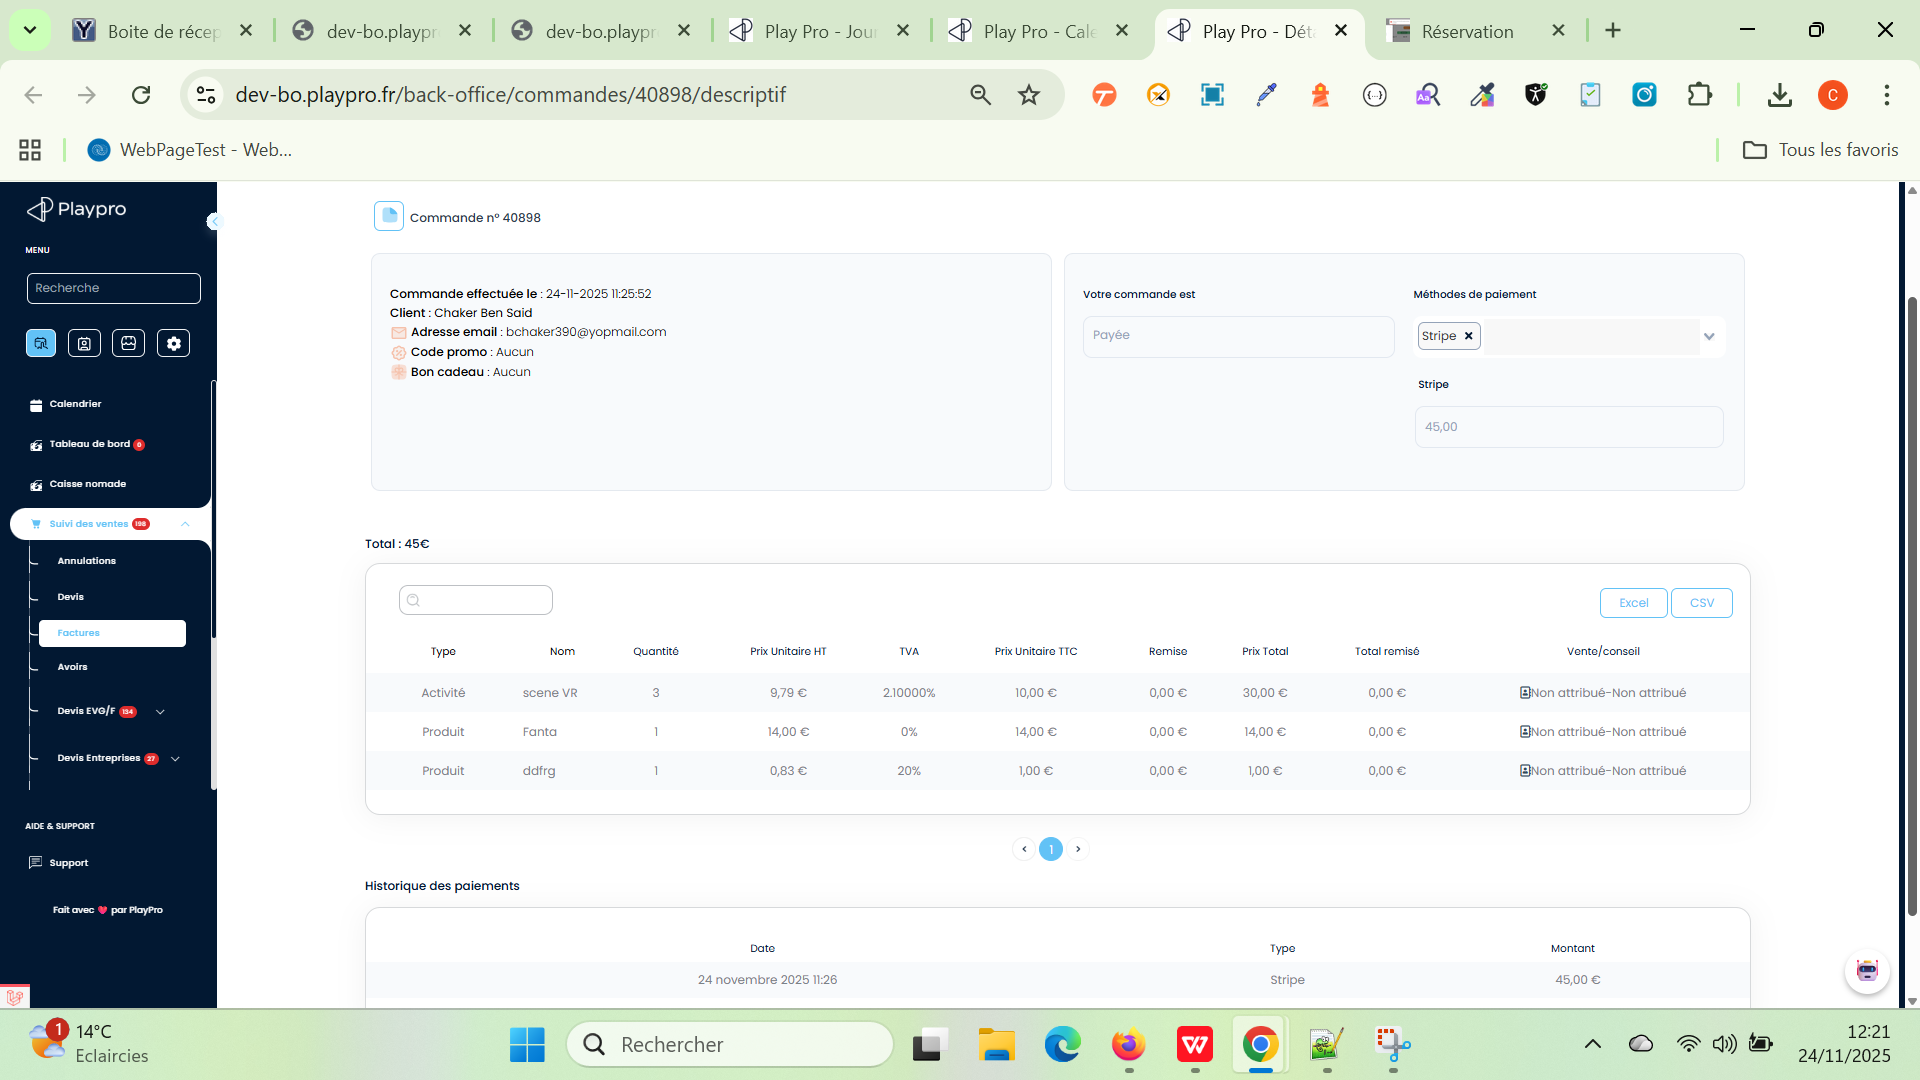 Boite de récep
dev-bo.playpr
dev-bo.playpr
Play Pro - Jour
Play Pro - Cale
Play Pro - Déta
Réservation
dev-bo.playpro.fr/back-office/commandes/40898/descriptif
C
WebPageTest - Web...
Tous les favoris
Playpro
MENU
Recherche
Calendrier
Tableau de bord 0
Caisse nomade
Suivi des ventes 198
Annulations
Devis
Factures
Avoirs
Devis EVG/F 134
Devis Entreprises 27
AIDE & SUPPORT
Support
Fait avec par PlayPro
Commande n° 40898
Commande effectuée le : 24-11-2025 11:25:52
Client : Chaker Ben Said
Adresse email : bchaker390@yopmail.com
Code promo : Aucun
Bon cadeau : Aucun
Votre commande est
Payée
Méthodes de paiement
Stripe
Stripe
45,00
Total : 45€
Excel CSV
Type Nom Quantité Prix Unitaire HT TVA Prix Unitaire TTC Remise Prix Total Total remisé Vente/conseil
Activité scene VR 3 9,79 € 2.10000% 10,00 € 0,00 € 30,00 € 0,00 € Non attribué-Non attribué
Produit Fanta 1 14,00 € 0% 14,00 € 0,00 € 14,00 € 0,00 € Non attribué-Non attribué
Produit ddfrg 1 0,83 € 20% 1,00 € 0,00 € 1,00 € 0,00 € Non attribué-Non attribué
1
Historique des paiements
Date Type Montant
24 novembre 2025 11:26 Stripe 45,00 €
1
14°C
Eclaircies
Rechercher
12:21
24/11/2025